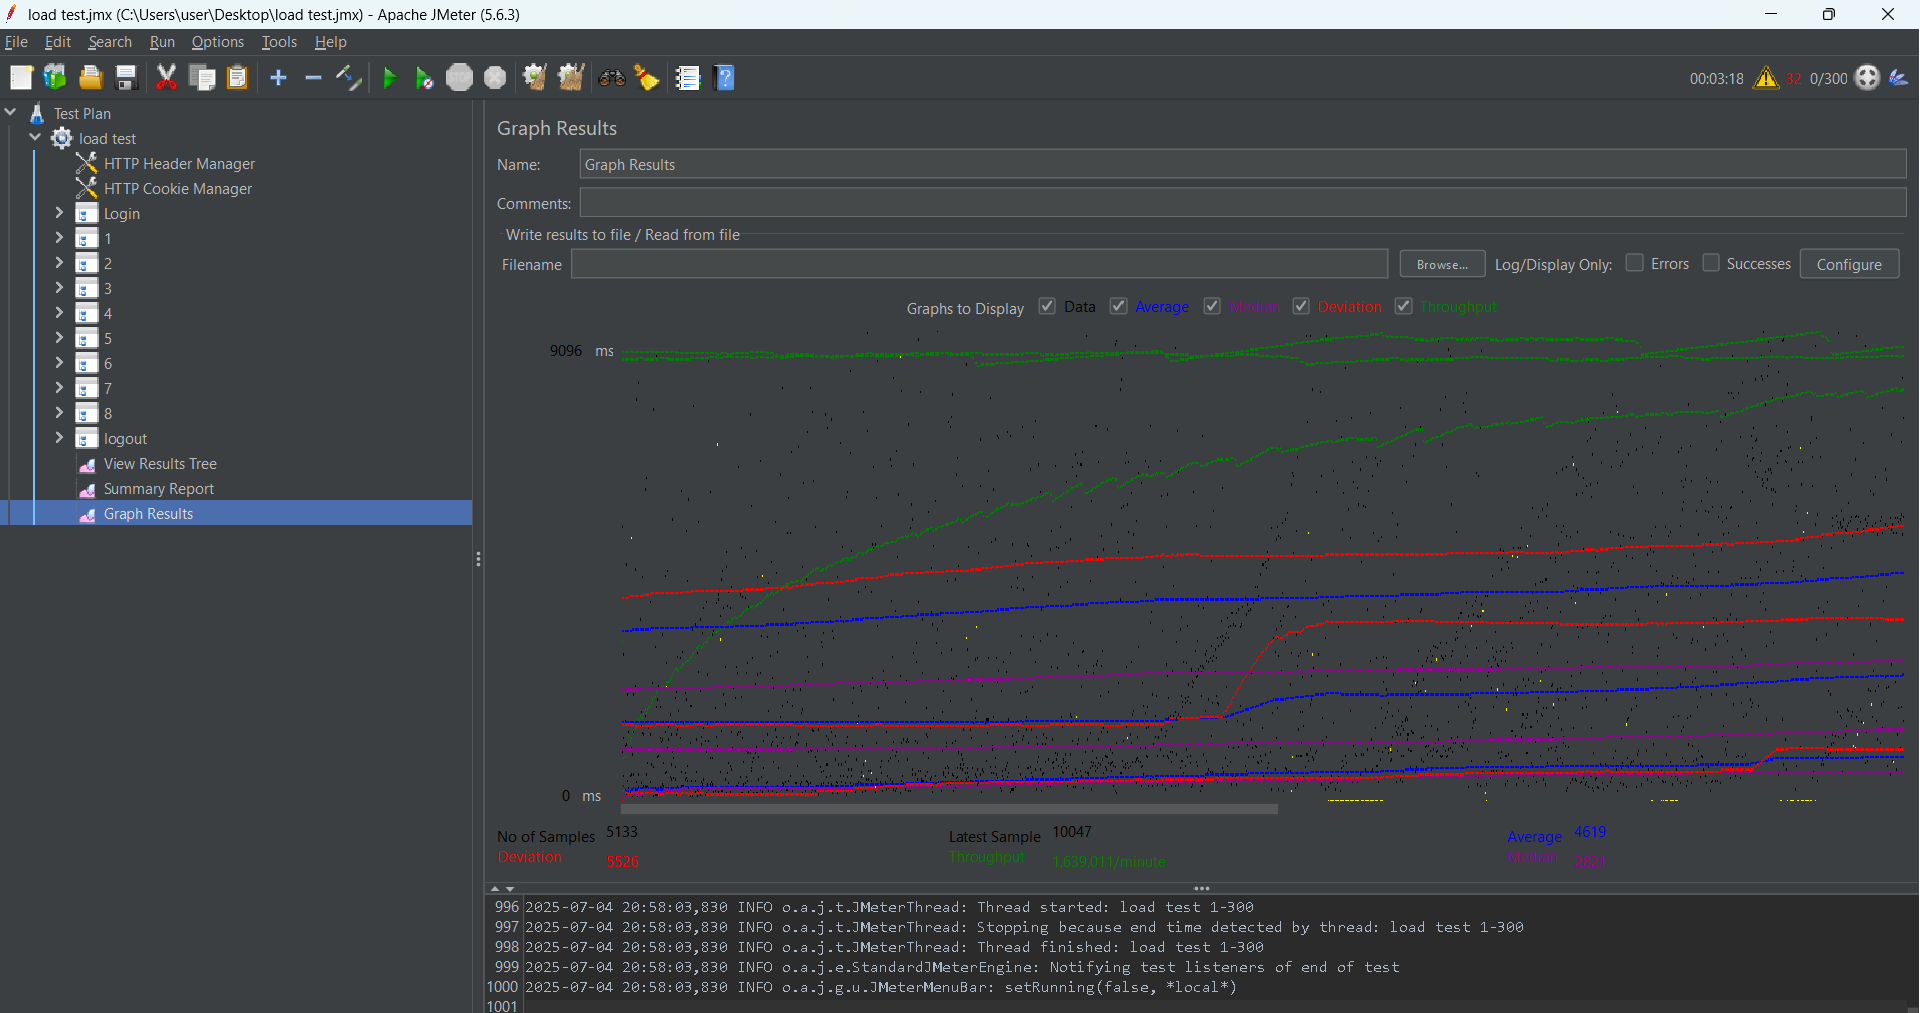 load test.jmx (C:\Users\user\Desktop\load test.jmx) - Apache JMeter (5.6.3)
File Edit Search Run Options Tools Help
STOP
00:03:18 32 0/300
Test Plan
load test
HTTP Header Manager
HTTP Cookie Manager
Login
1
2
3
4
5
6
7
8
logout
View Results Tree
Summary Report
Graph Results
Graph Results
Name: Graph Results
Comments:
Write results to file / Read from file
Filename Browse... Log/Display Only: Errors Successes Configure
Graphs to Display Data Average Median Deviation Throughput
9096 ms
0 ms
No of Samples 5133 Latest Sample 10047 Average 4619
Deviation 5526 Throughput 1,639.011/minute Median 2821
996 2025-07-04 20:58:03,830 INFO o.a.j.t.JMeterThread: Thread started: load test 1-300
997 2025-07-04 20:58:03,830 INFO o.a.j.t.JMeterThread: Stopping because end time detected by thread: load test 1-300
998 2025-07-04 20:58:03,830 INFO o.a.j.t.JMeterThread: Thread finished: load test 1-300
999 2025-07-04 20:58:03,830 INFO o.a.j.e.StandardJMeterEngine: Notifying test listeners of end of test
1000 2025-07-04 20:58:03,830 INFO o.a.j.g.u.JMeterMenuBar: setRunning(false, *local*)
1001